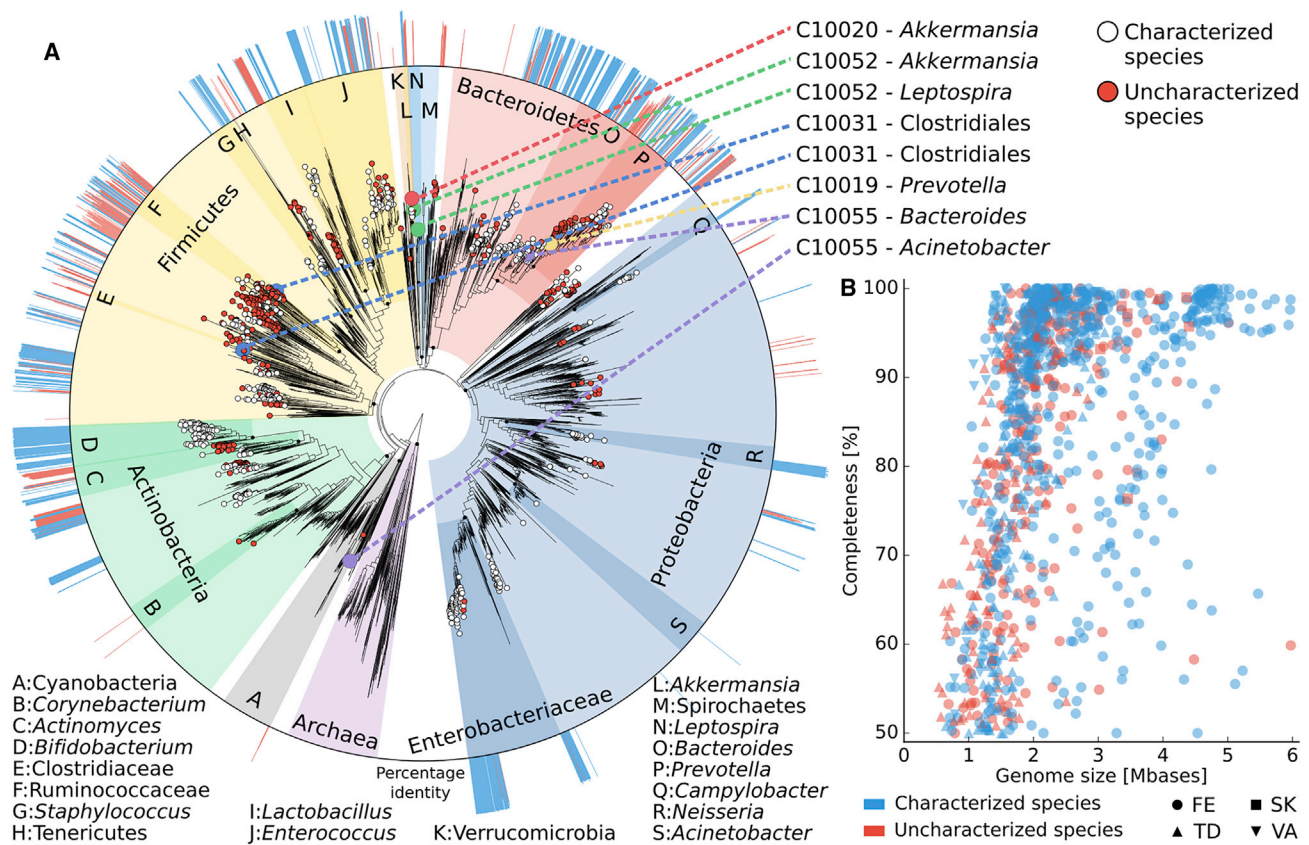 A
C10020 - Akkermansia
C10052 - Akkermansia
C10052 - Leptospira
C10031 - Clostridiales
C10031 - Clostridiales
C10019 - Prevotella
C10055 - Bacteroides
C10055 - Acinetobacter
Characterized
species
Uncharacterized
species
K
N
L
M
Bacteroidetes
O
P
J
I
G
H
F
Firmicutes
E
Q
R
Proteobacteria
S
D
C
Actinobacteria
B
A
Archaea
Enterobacteriaceae
Percentage
identity
A:Cyanobacteria
B:Corynebacterium
C:Actinomyces
D:Bifidobacterium
E:Clostridiaceae
F:Ruminococcaceae
G:Staphylococcus
H:Tenericutes
I:Lactobacillus
J:Enterococcus
K:Verrucomicrobia
L:Akkermansia
M:Spirochaetes
N:Leptospira
O:Bacteroides
P:Prevotella
Q:Campylobacter
R:Neisseria
S:Acinetobacter
B
Completeness [%]
100
90
80
70
60
50
0 1 2 3 4 5 6
Genome size [Mbases]
Characterized species
Uncharacterized species
FE
SK
TD
VA